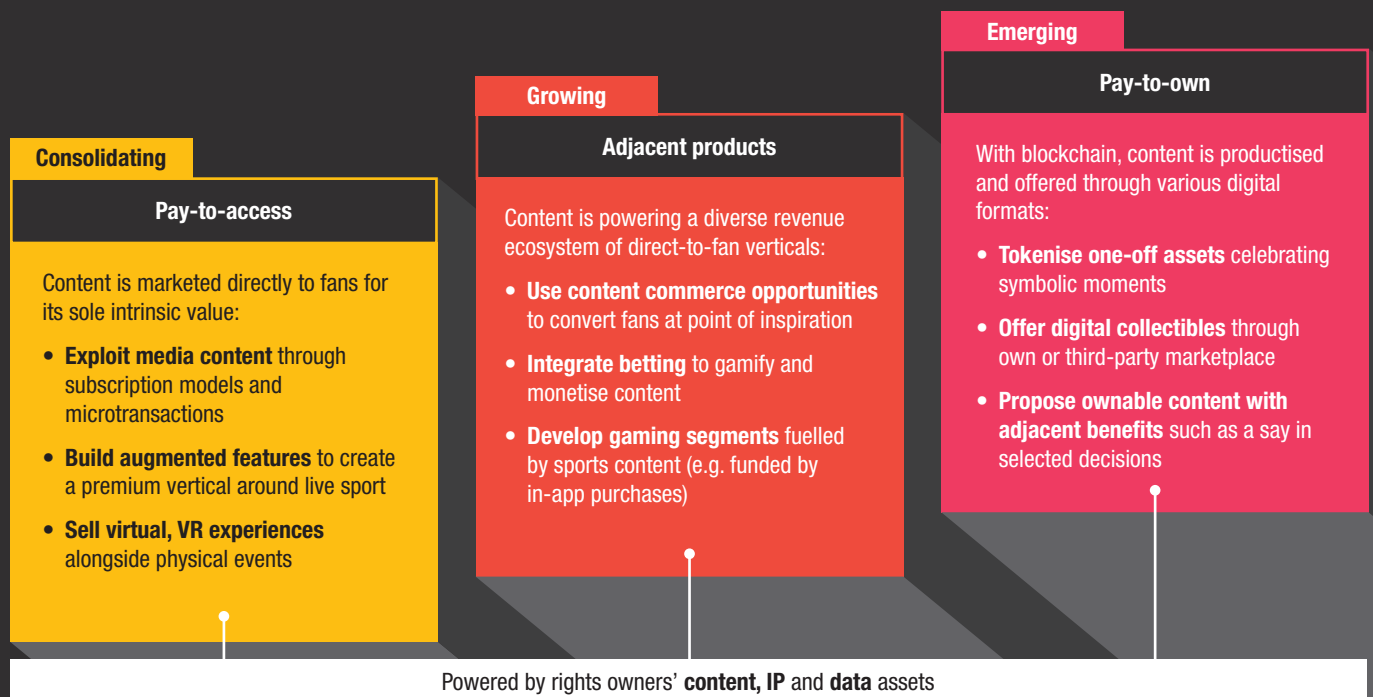 Consolidating
Pay-to-access
Content is marketed directly to fans for
its sole intrinsic value:
• Exploit media content through
subscription models and
microtransactions
• Build augmented features to create
a premium vertical around live sport
• Sell virtual, VR experiences
alongside physical events
Growing
Adjacent products
Content is powering a diverse revenue
ecosystem of direct-to-fan verticals:
• Use content commerce opportunities
to convert fans at point of inspiration
• Integrate betting to gamify and
monetise content
• Develop gaming segments fuelled
by sports content (e.g. funded by
in-app purchases)
Emerging
Pay-to-own
With blockchain, content is productised
and offered through various digital
formats:
• Tokenise one-off assets celebrating
symbolic moments
• Offer digital collectibles through
own or third-party marketplace
• Propose ownable content with
adjacent benefits such as a say in
selected decisions
Powered by rights owners’ content, IP and data assets